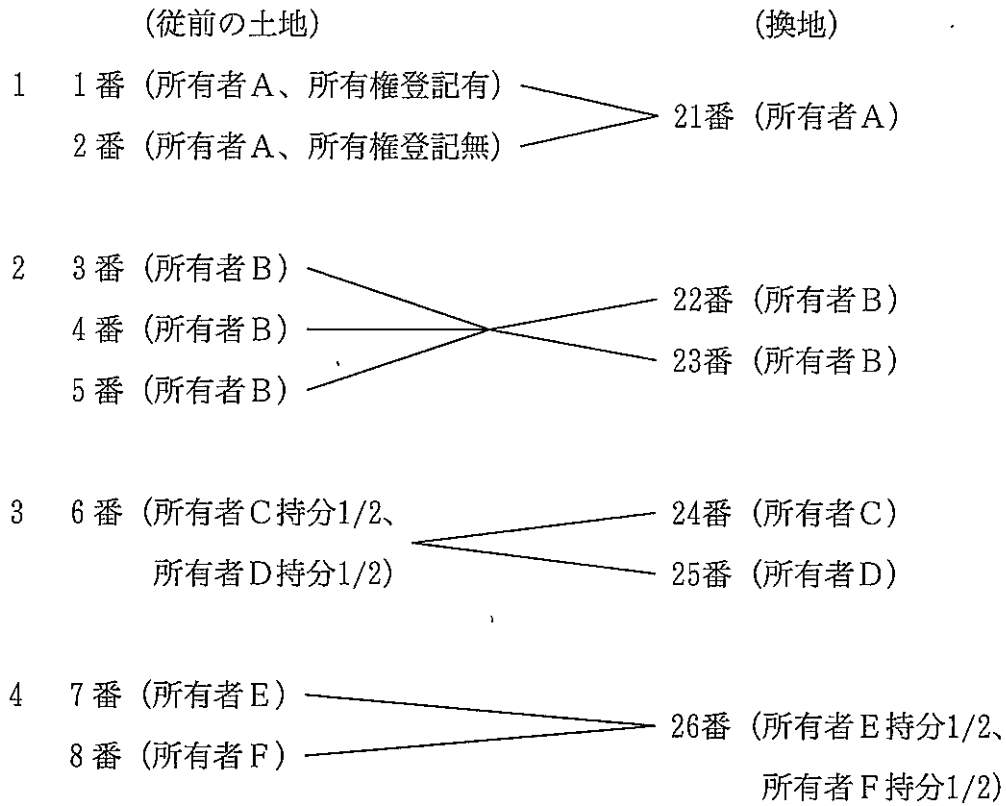 (従前の土地) (換地)
1 1番 (所有者A、所有権登記有)
21番 (所有者A)
2番 (所有者A、所有権登記無)
2 3番 (所有者B)
22番 (所有者B)
4番 (所有者B)
23番 (所有者B)
5番 (所有者B)
3 6番 (所有者C持分1/2、 24番 (所有者C)
所有者D持分1/2) 25番 (所有者D)
4 7番 (所有者E)
26番 (所有者E持分1/2、
8番 (所有者F)
所有者F持分1/2)